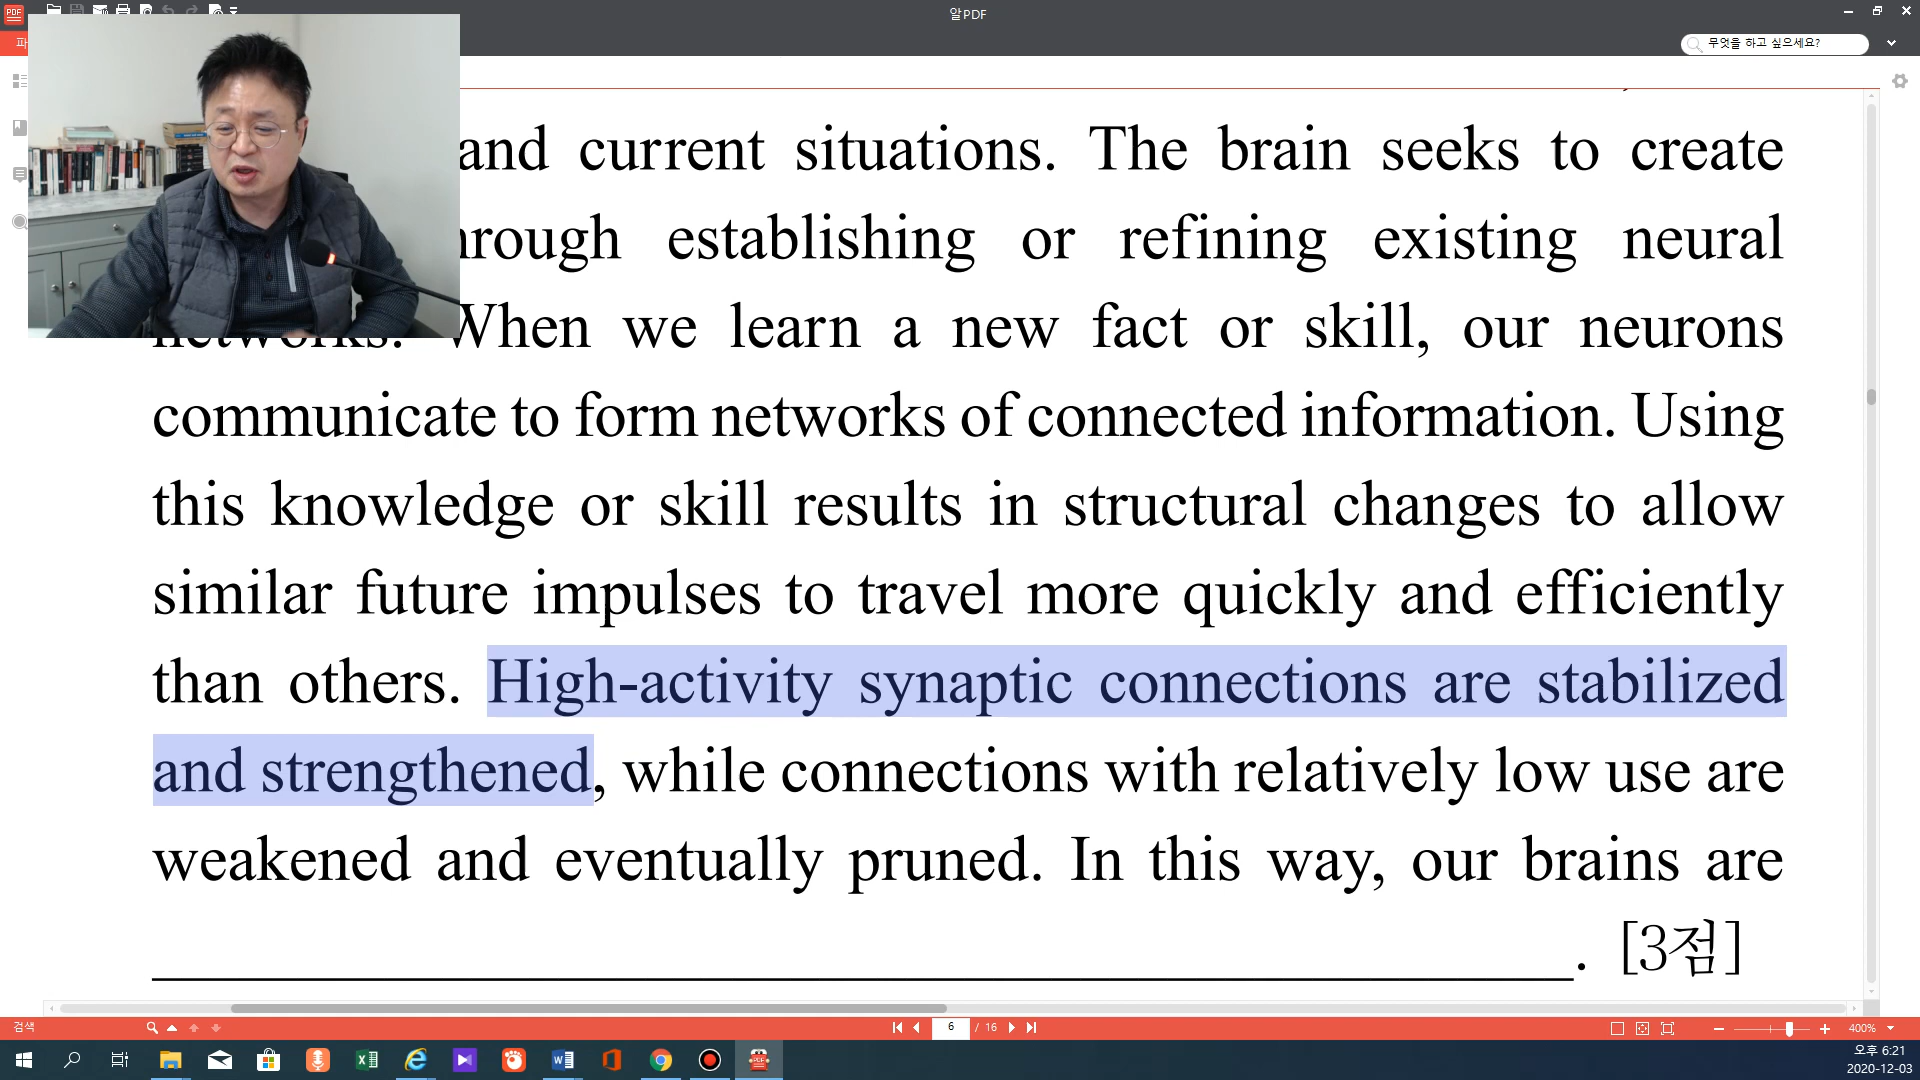 알PDF
PDF
파
무엇을 하고 싶으세요?
and current situations. The brain seeks to create
hrough establishing or refining existing neural
networks. When we learn a new fact or skill, our neurons
communicate to form networks of connected information. Using
this knowledge or skill results in structural changes to allow
similar future impulses to travel more quickly and efficiently
than others. High-activity synaptic connections are stabilized
and strengthened, while connections with relatively low use are
weakened and eventually pruned. In this way, our brains are
. [3점]
검색
6 / 16
400%
오후 6:21
2020-12-03